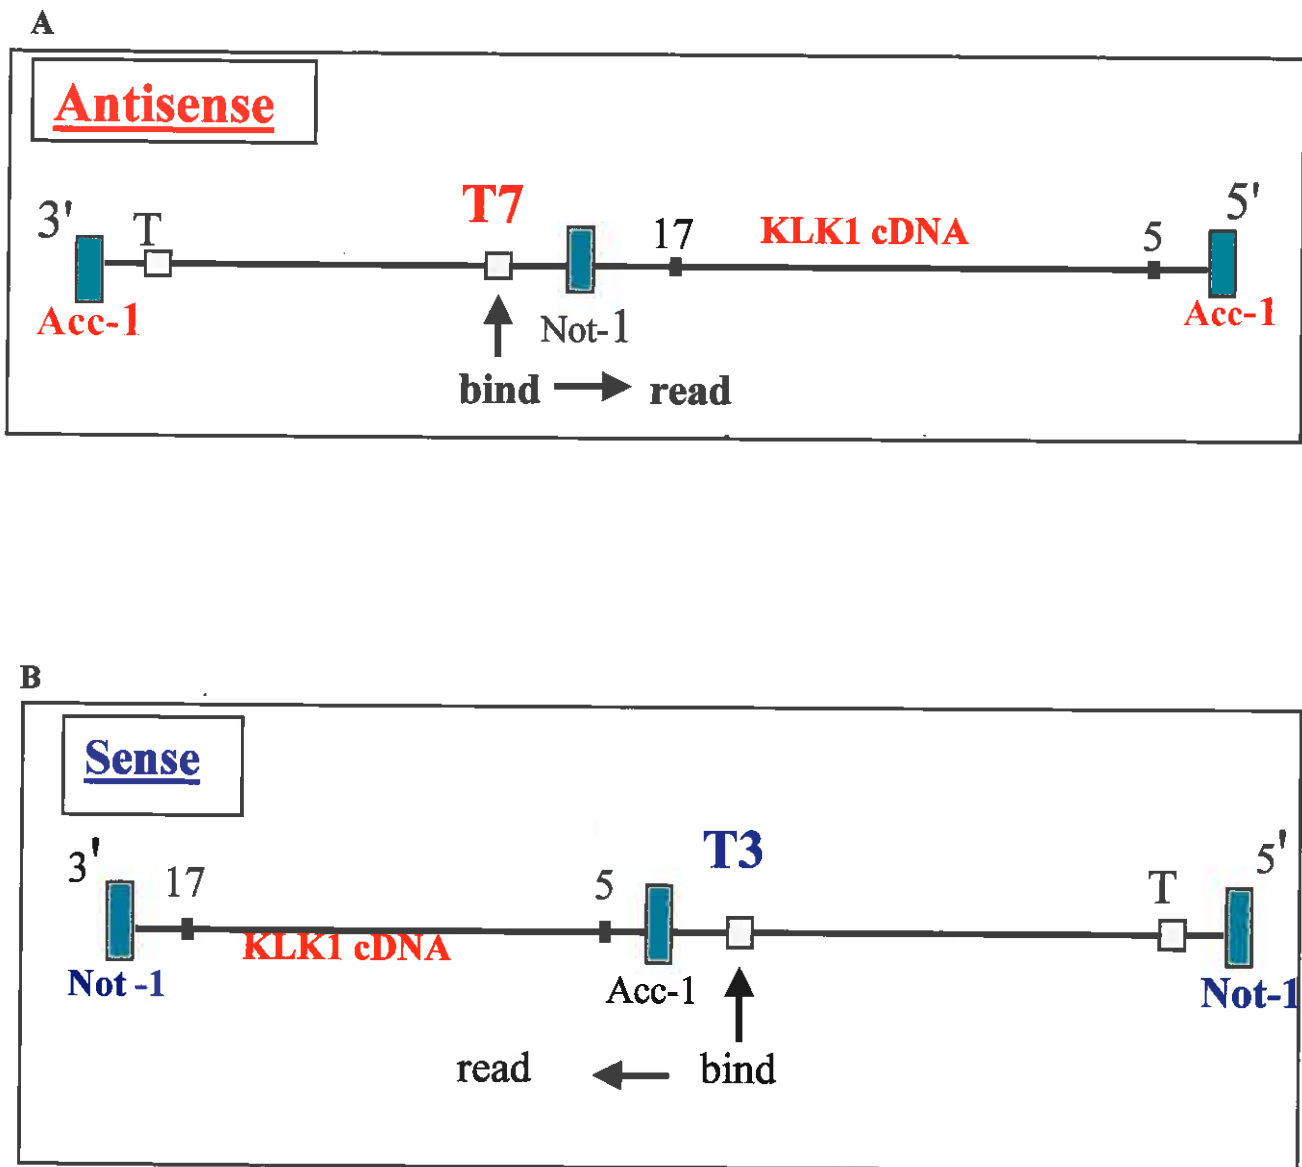 A
Antisense
T7
3'
T
17
KLK1 cDNA
5
5'
Acc-1
Not-1
Acc-1
bind
read
B
Sense
T3
3'
17
5
T
5'
KLK1 cDNA
Not -1
Acc-1
Not-1
read
bind